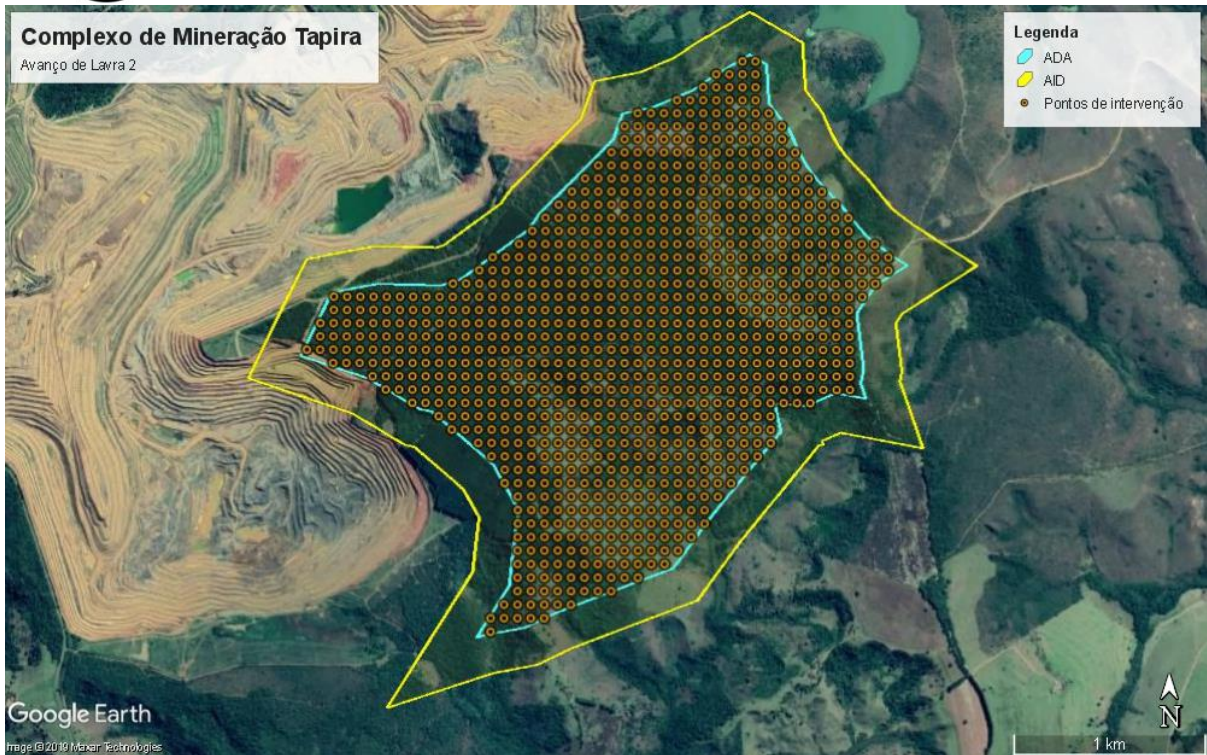 Complexo de Mineração Tapira
Avanço de Lavra 2
Legenda
ADA
AID
Pontos de intervenção
N
Google Earth
Image © 2019 Maxar Technologies
1 km